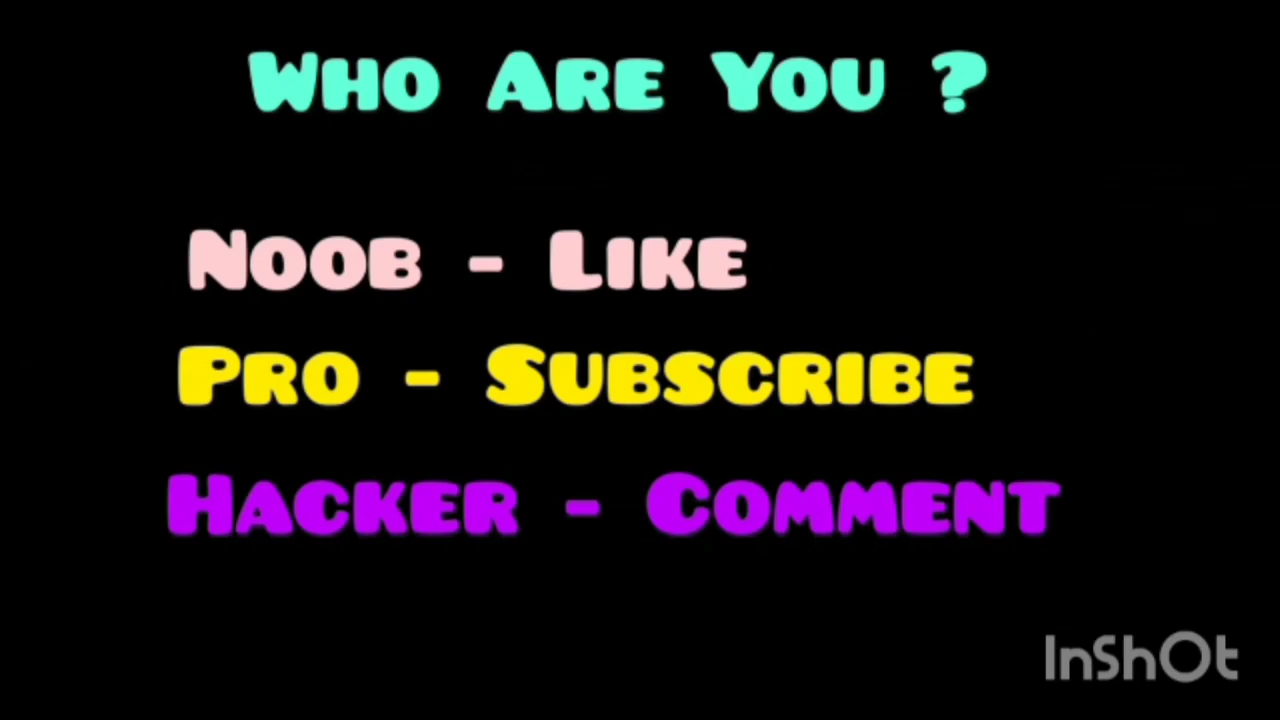 Who Are You ?
Noob - Like
Pro - Subscribe
Hacker - Comment
InShOt